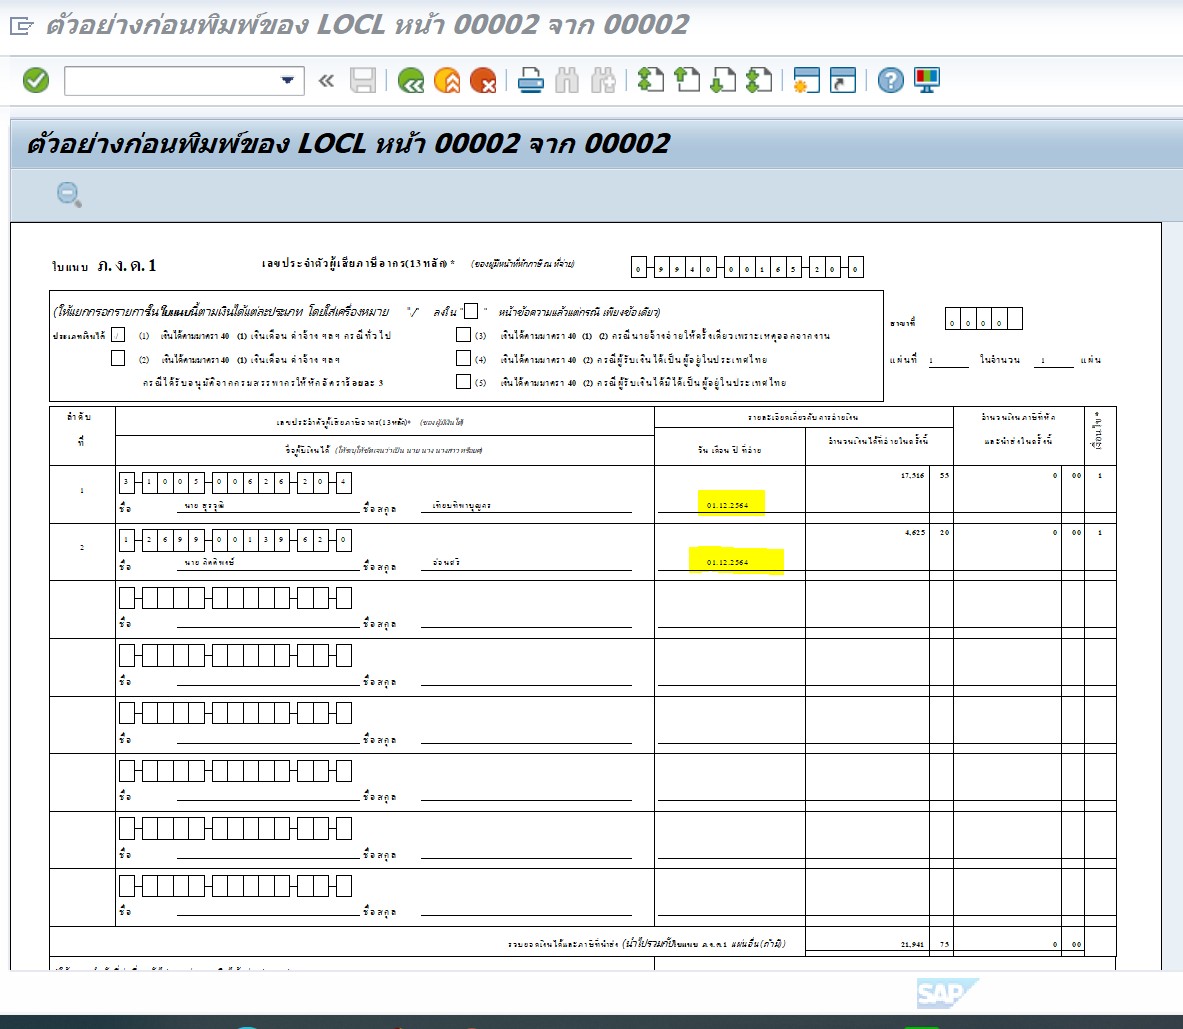 ตัวอย่างก่อนพิมพ์ของ LOCL หน้า 00002 จาก 00002
ตัวอย่างก่อนพิมพ์ของ LOCL หน้า 00002 จาก 00002
ใบแนบ ภ.ง.ด.1 เลขประจำตัวผู้เสียภาษีอากร(13หลัก)* (ของผู้มีหน้าที่หักภาษี ณ ที่จ่าย) 0 9940 00165 20 0
(ให้แยกกรอกรายการในใบแนบนี้ตามเงินได้แต่ละประเภท โดยใส่เครื่องหมาย "/" ลงใน " " หน้าข้อความแล้วแต่กรณี เพียงข้อเดียว)
ประเภทเงินได้ / (1) เงินได้ตามมาตรา 40 (1) เงินเดือน ค่าจ้าง ฯลฯ กรณีทั่วไป (3) เงินได้ตามมาตรา 40 (1) (2) กรณีนายจ้างจ่ายให้ครั้งเดียวเพราะเหตุออกจากงาน
สาขาที่ 0 0 0 0
(2) เงินได้ตามมาตรา 40 (1) เงินเดือน ค่าจ้าง ฯลฯ (4) เงินได้ตามมาตรา 40 (2) กรณีผู้รับเงินได้เป็นผู้อยู่ในประเทศไทย
แผ่นที่ 1 ในจำนวน 1 แผ่น
กรณีได้รับอนุมัติจากกรมสรรพากรให้หักอัตราร้อยละ 3 (5) เงินได้ตามมาตรา 40 (2) กรณีผู้รับเงินได้มิได้เป็นผู้อยู่ในประเทศไทย
ลำดับ
ที่
เลขประจำตัวผู้เสียภาษีอากร(13หลัก)* (ของผู้มีเงินได้)
ชื่อผู้มีเงินได้ (ให้ระบุให้ชัดเจนว่าเป็น นาย นาง นางสาว หรือยศ)
รายละเอียดเกี่ยวกับการจ่ายเงิน
วัน เดือน ปี ที่จ่าย
จำนวนเงินได้ที่จ่ายในครั้งนี้
จำนวนเงินภาษีที่หัก
และนำส่งในครั้งนี้
เงื่อนไข *
1 3 1005 00626 20 4 17,316 55 0 00 1
ชื่อ นาย สุรวุฒิ ชื่อสกุล เทียบทิพานุกูร 01.12.2564
2 1 2699 00139 62 0 4,625 20 0 00 1
ชื่อ นาย กิตติพงษ์ ชื่อสกุล อ่อนศรี 01.12.2564
ชื่อ ชื่อสกุล
ชื่อ ชื่อสกุล
ชื่อ ชื่อสกุล
ชื่อ ชื่อสกุล
ชื่อ ชื่อสกุล
ชื่อ ชื่อสกุล
รวมยอดเงินได้และภาษีที่นำส่ง (นำไปรวมกับใบแนบ ภ.ง.ด.1 แผ่นอื่น (ถ้ามี)) 21,941 75 0 00
SAP